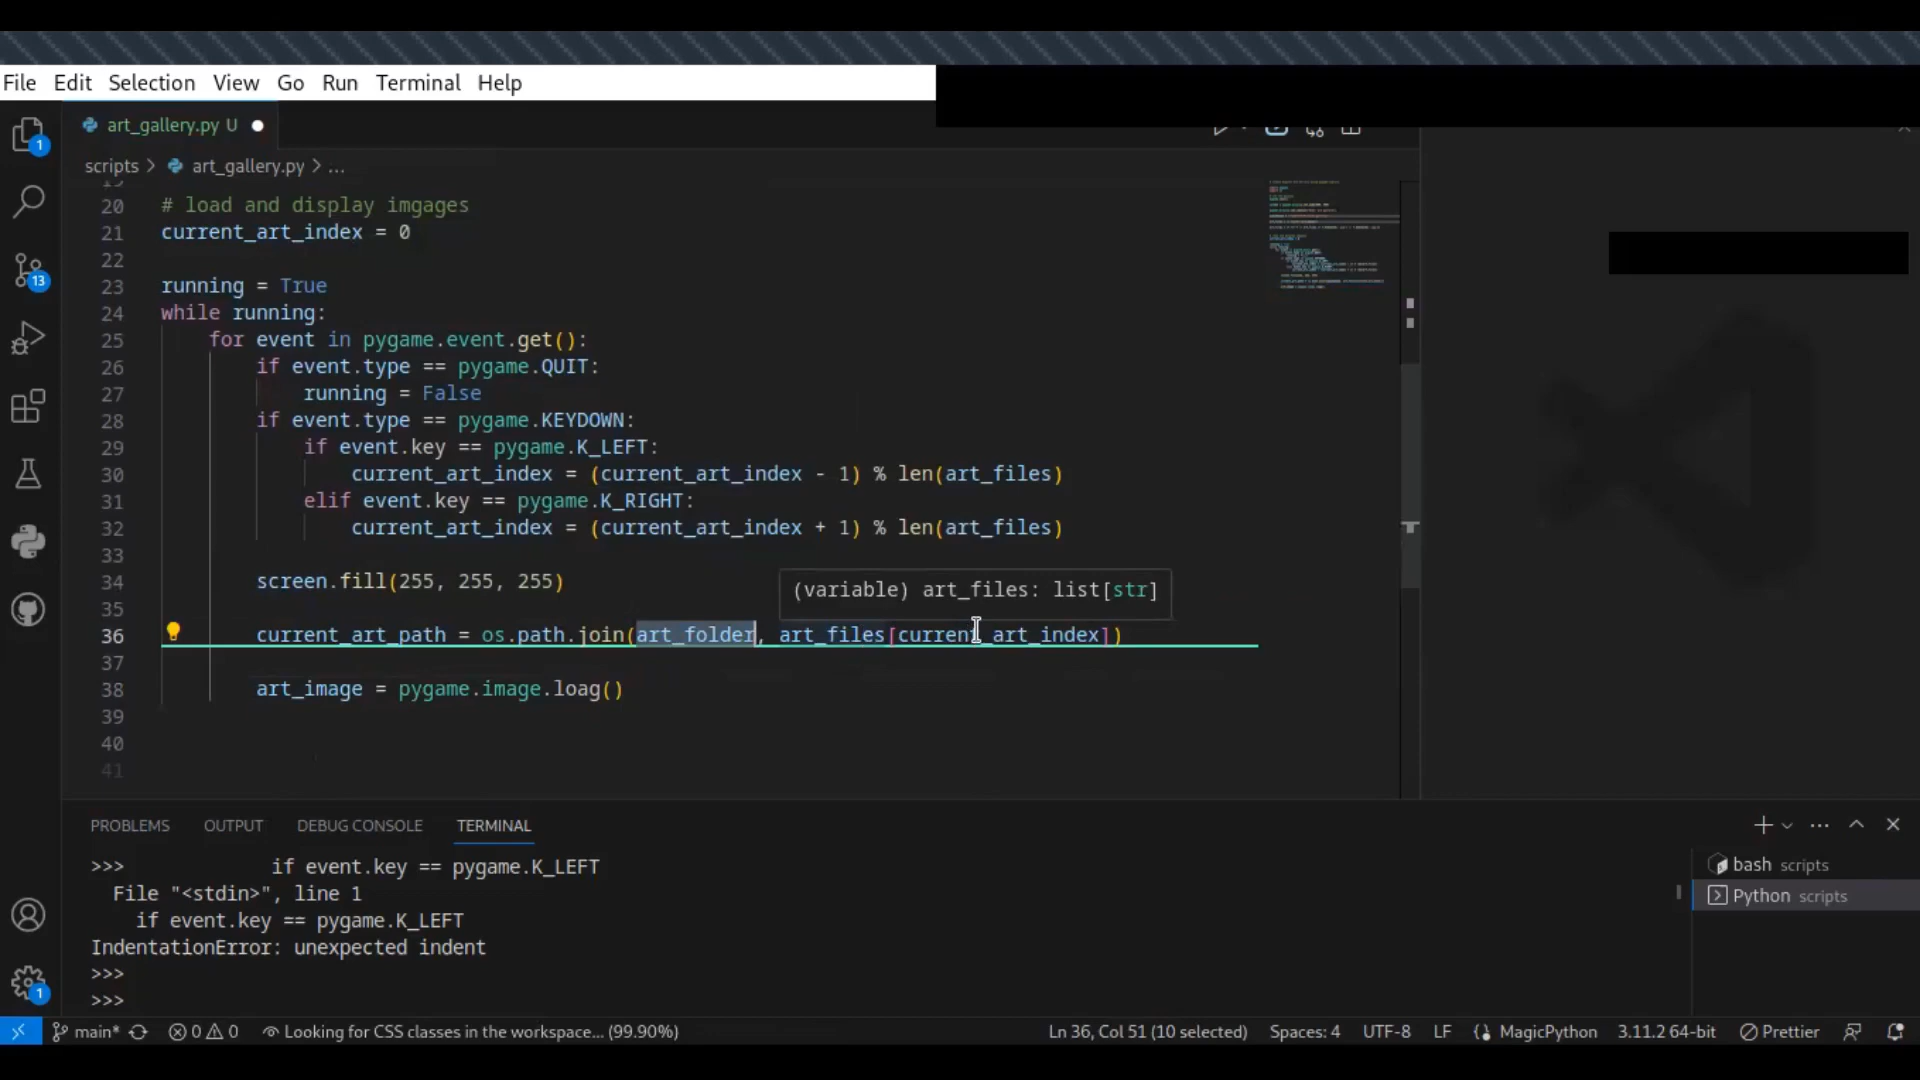 File Edit Selection View Go Run Terminal Help
art_gallery.py U
scripts > art_gallery.py > ...
20 # load and display imgages
21 current_art_index = 0
22
23 running = True
24 while running:
25 for event in pygame.event.get():
26 if event.type == pygame.QUIT:
27 running = False
28 if event.type == pygame.KEYDOWN:
29 if event.key == pygame.K_LEFT:
30 current_art_index = (current_art_index - 1) % len(art_files)
31 elif event.key == pygame.K_RIGHT:
32 current_art_index = (current_art_index + 1) % len(art_files)
33
34 screen.fill(255, 255, 255)
(variable) art_files: list[str]
35
36 current_art_path = os.path.join(art_folder, art_files[current_art_index])
37
38 art_image = pygame.image.loag()
39
40
41
PROBLEMS OUTPUT DEBUG CONSOLE TERMINAL
>>> if event.key == pygame.K_LEFT
File "<stdin>", line 1
if event.key == pygame.K_LEFT
IndentationError: unexpected indent
>>>
>>>
bash scripts
Python scripts
1
13
1
main* 0 0 Looking for CSS classes in the workspace... (99.90%) Ln 36, Col 51 (10 selected) Spaces: 4 UTF-8 LF MagicPython 3.11.2 64-bit Prettier